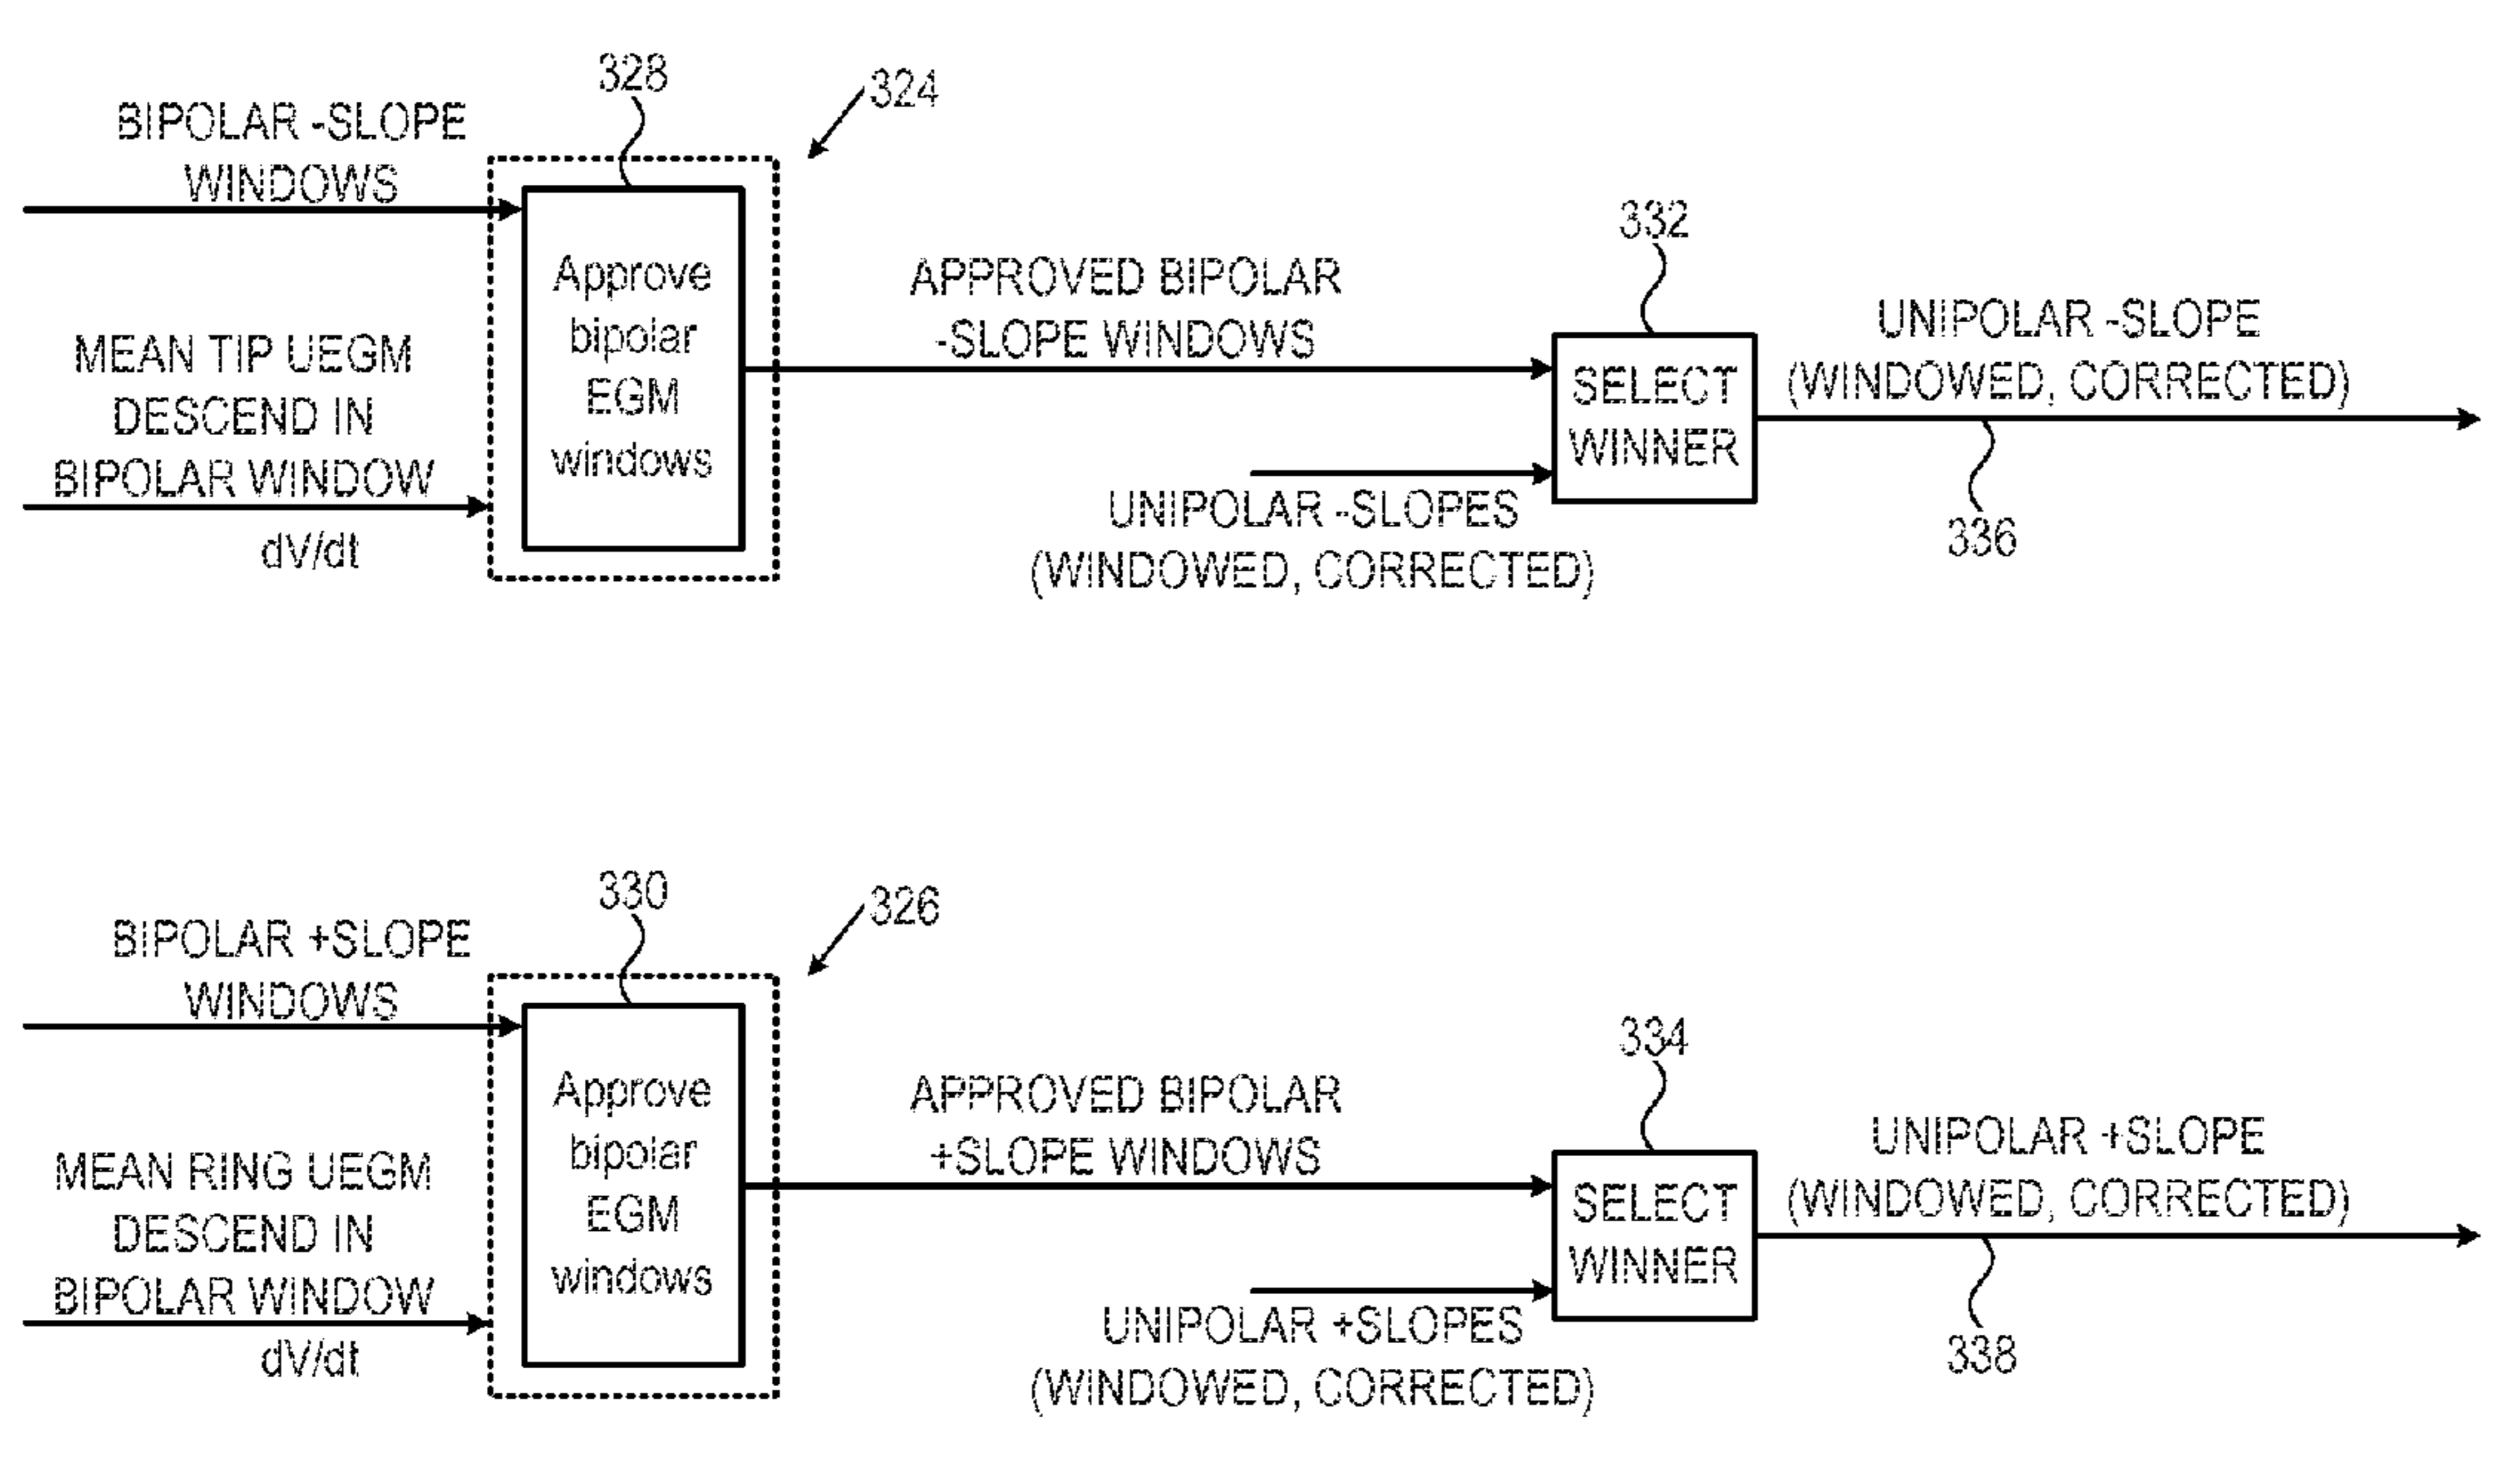 328
324
BIPOLAR -SLOPE
WINDOWS
Approve
bipolar
EGM
windows
MEAN TIP UEGM
DESCEND IN
BIPOLAR WINDOW
dV/dt
APPROVED BIPOLAR
-SLOPE WINDOWS
332
SELECT
WINNER
UNIPOLAR -SLOPES
(WINDOWED, CORRECTED)
UNIPOLAR -SLOPE
(WINDOWED, CORRECTED)
336
330
326
BIPOLAR +SLOPE
WINDOWS
Approve
bipolar
EGM
windows
MEAN RING UEGM
DESCEND IN
BIPOLAR WINDOW
dV/dt
APPROVED BIPOLAR
+SLOPE WINDOWS
334
SELECT
WINNER
UNIPOLAR +SLOPES
(WINDOWED, CORRECTED)
UNIPOLAR +SLOPE
(WINDOWED, CORRECTED)
338